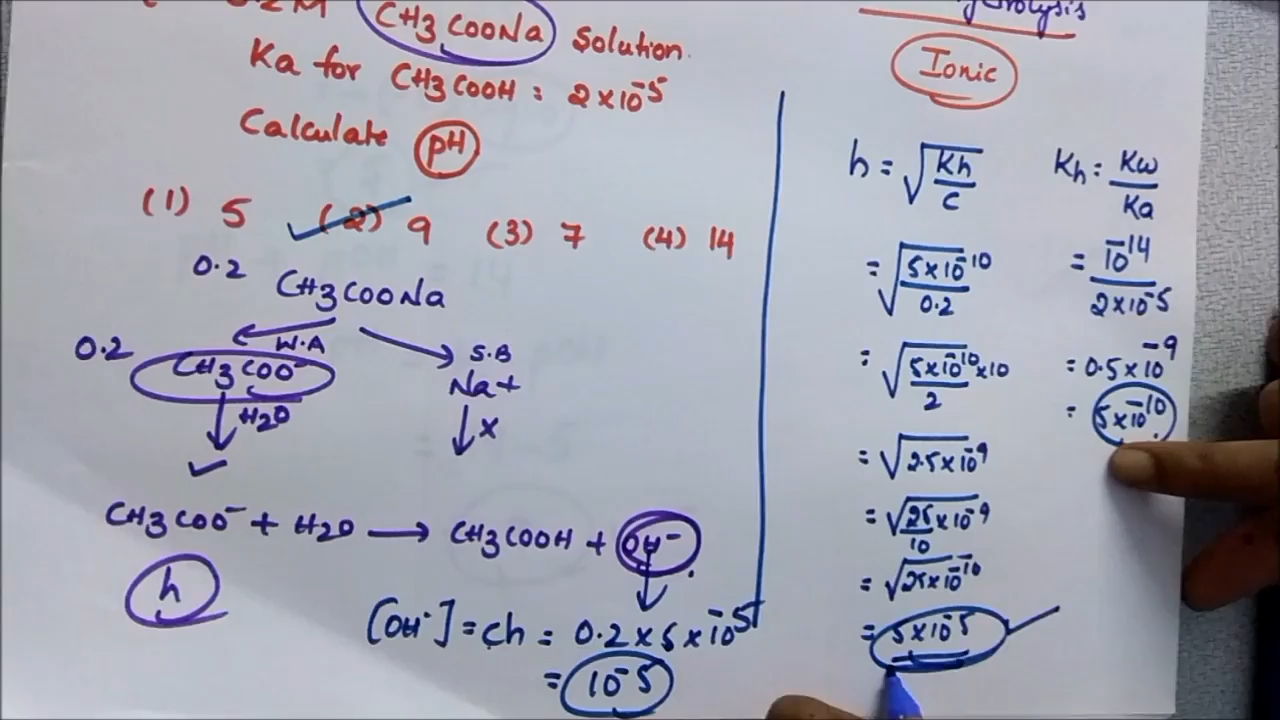 0.2M CH3COONa Solution.
Ka for CH3COOH = 2×10⁻⁵
Calculate pH
(1) 5 (2) 9 (3) 7 (4) 14
0.2 CH3COONa
W.A S.B
0.2 CH3COO⁻ Na+
H2O x
CH3COO⁻ + H2O → CH3COOH + OH⁻
h
[OH⁻] = ch = 0.2 × 5 × 10⁻⁵
= 10⁻⁵
Ionic
h = √(Kh/C) Kh = Kw/Ka
= √(5×10⁻¹⁰/0.2) = 10⁻¹⁴/2×10⁻⁵
= √(5×10⁻¹⁰×10/2) = 0.5×10⁻⁹
= 5×10⁻¹⁰
= √(2.5×10⁻⁹)
= √(25/10×10⁻⁹)
= √(25×10⁻¹⁰)
= 5×10⁻⁵